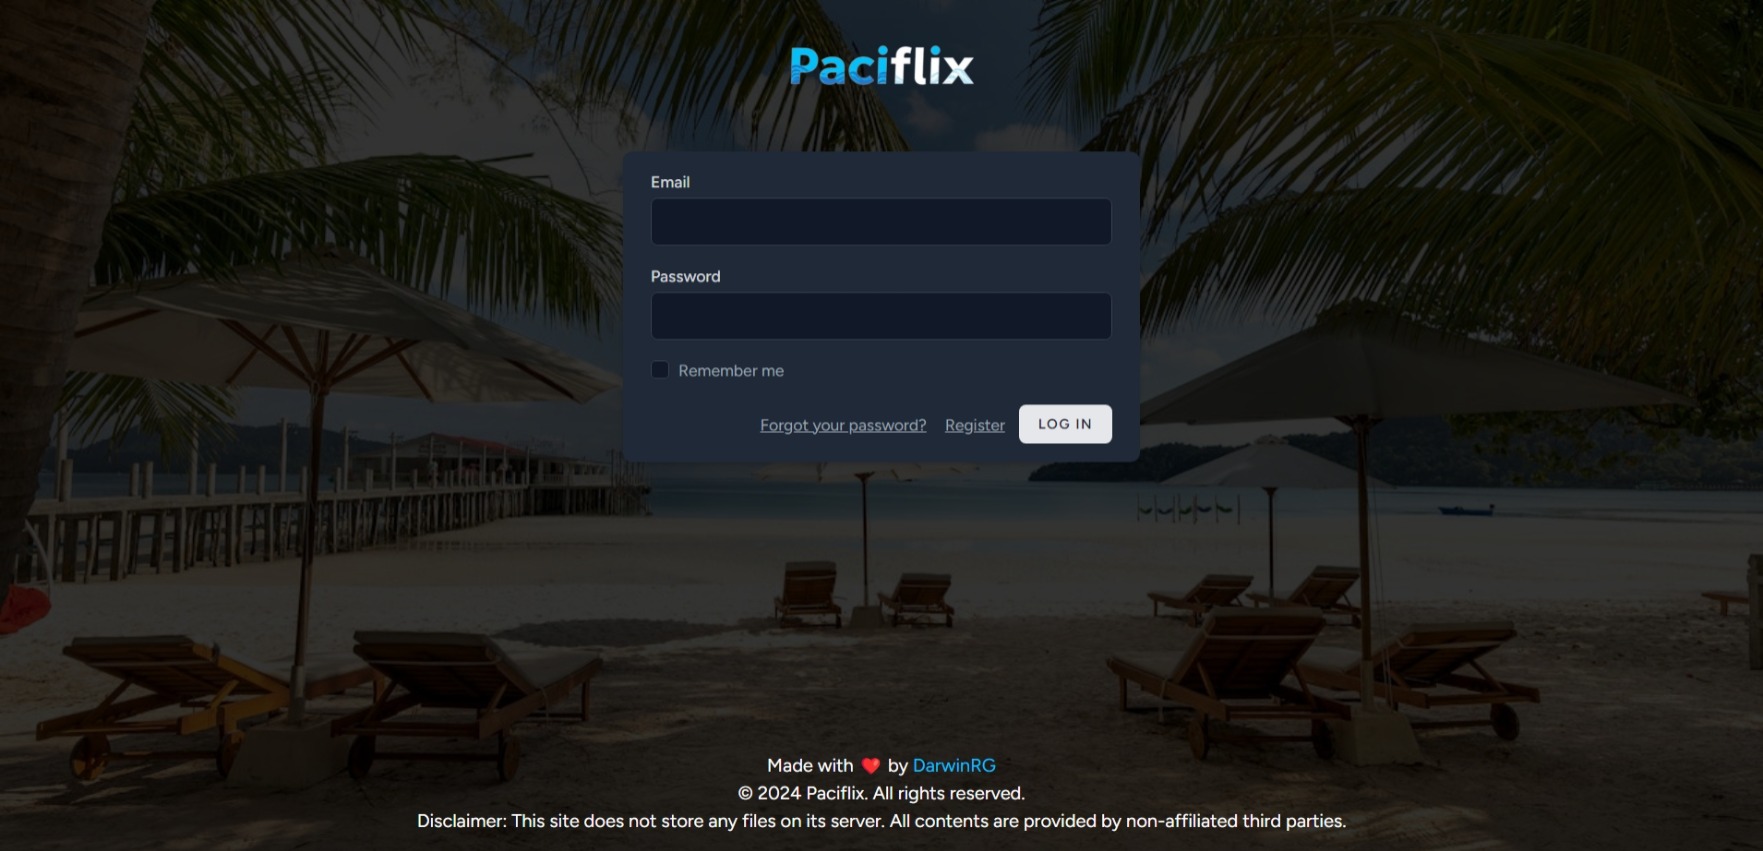 Paciflix
Email
Password
Remember me
Forgot your password? Register LOG IN
Made with ❤️ by DarwinRG
© 2024 Paciflix. All rights reserved.
Disclaimer: This site does not store any files on its server. All contents are provided by non-affiliated third parties.